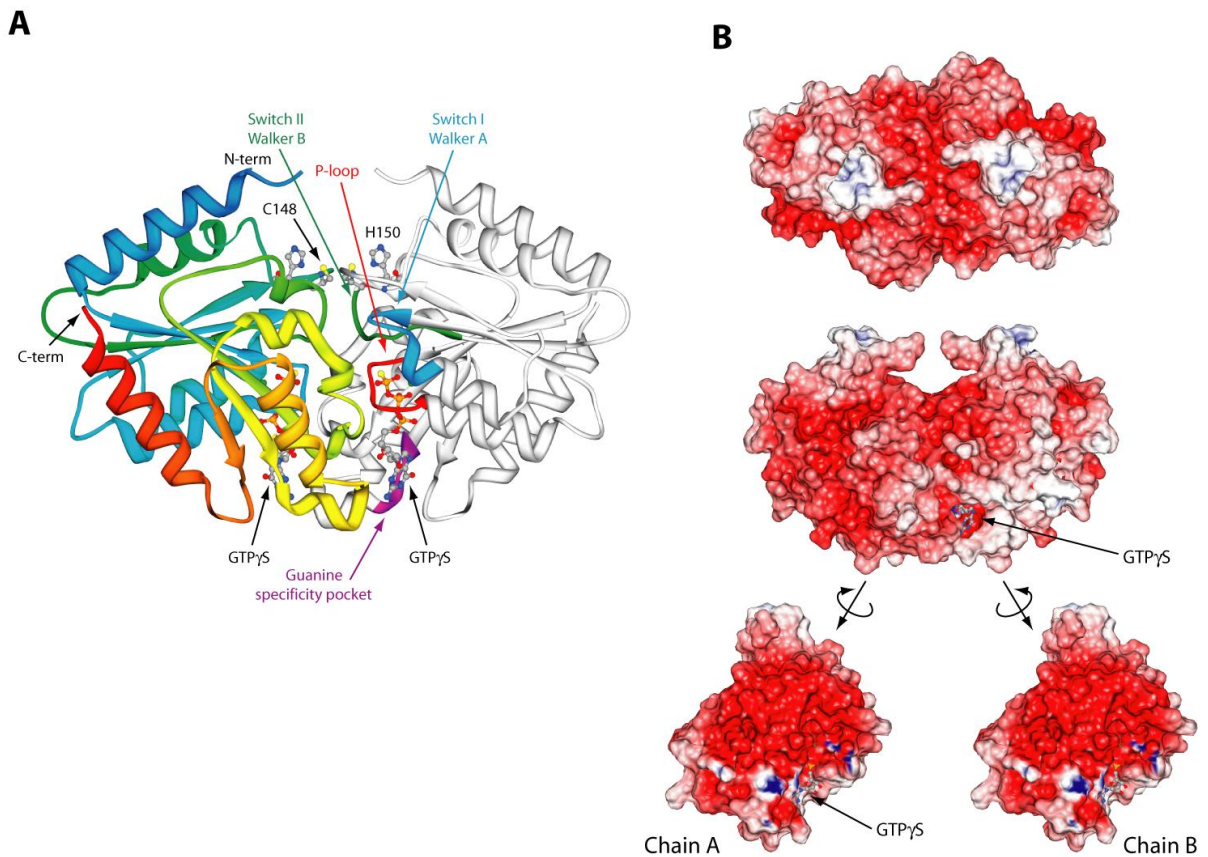 A
Switch II
Walker B
Switch I
Walker A
N-term
P-loop
C148
H150
C-term
GTPγS
GTPγS
Guanine
specificity pocket
B
GTPγS
GTPγS
Chain A
Chain B